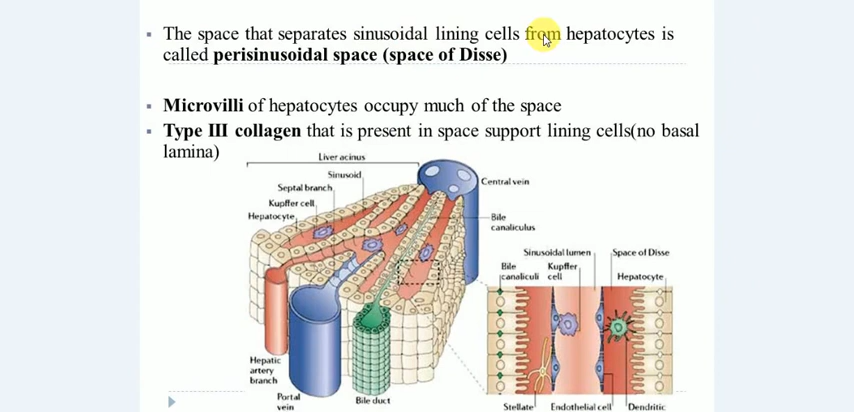 The space that separates sinusoidal lining cells from hepatocytes is
called perisinusoidal space (space of Disse)
Microvilli of hepatocytes occupy much of the space
Type III collagen that is present in space support lining cells(no basal
lamina)
Liver acinus
Sinusoid
Septal branch
Kupffer cell
Hepatocyte
Central vein
Bile
canaliculus
Sinusoidal lumen
Space of Disse
Bile
canaliculi
Kupffer
cell
Hepatocyte
Hepatic
artery
branch
Portal
vein
Bile duct
Stellate
Endothelial cell
Dendritic